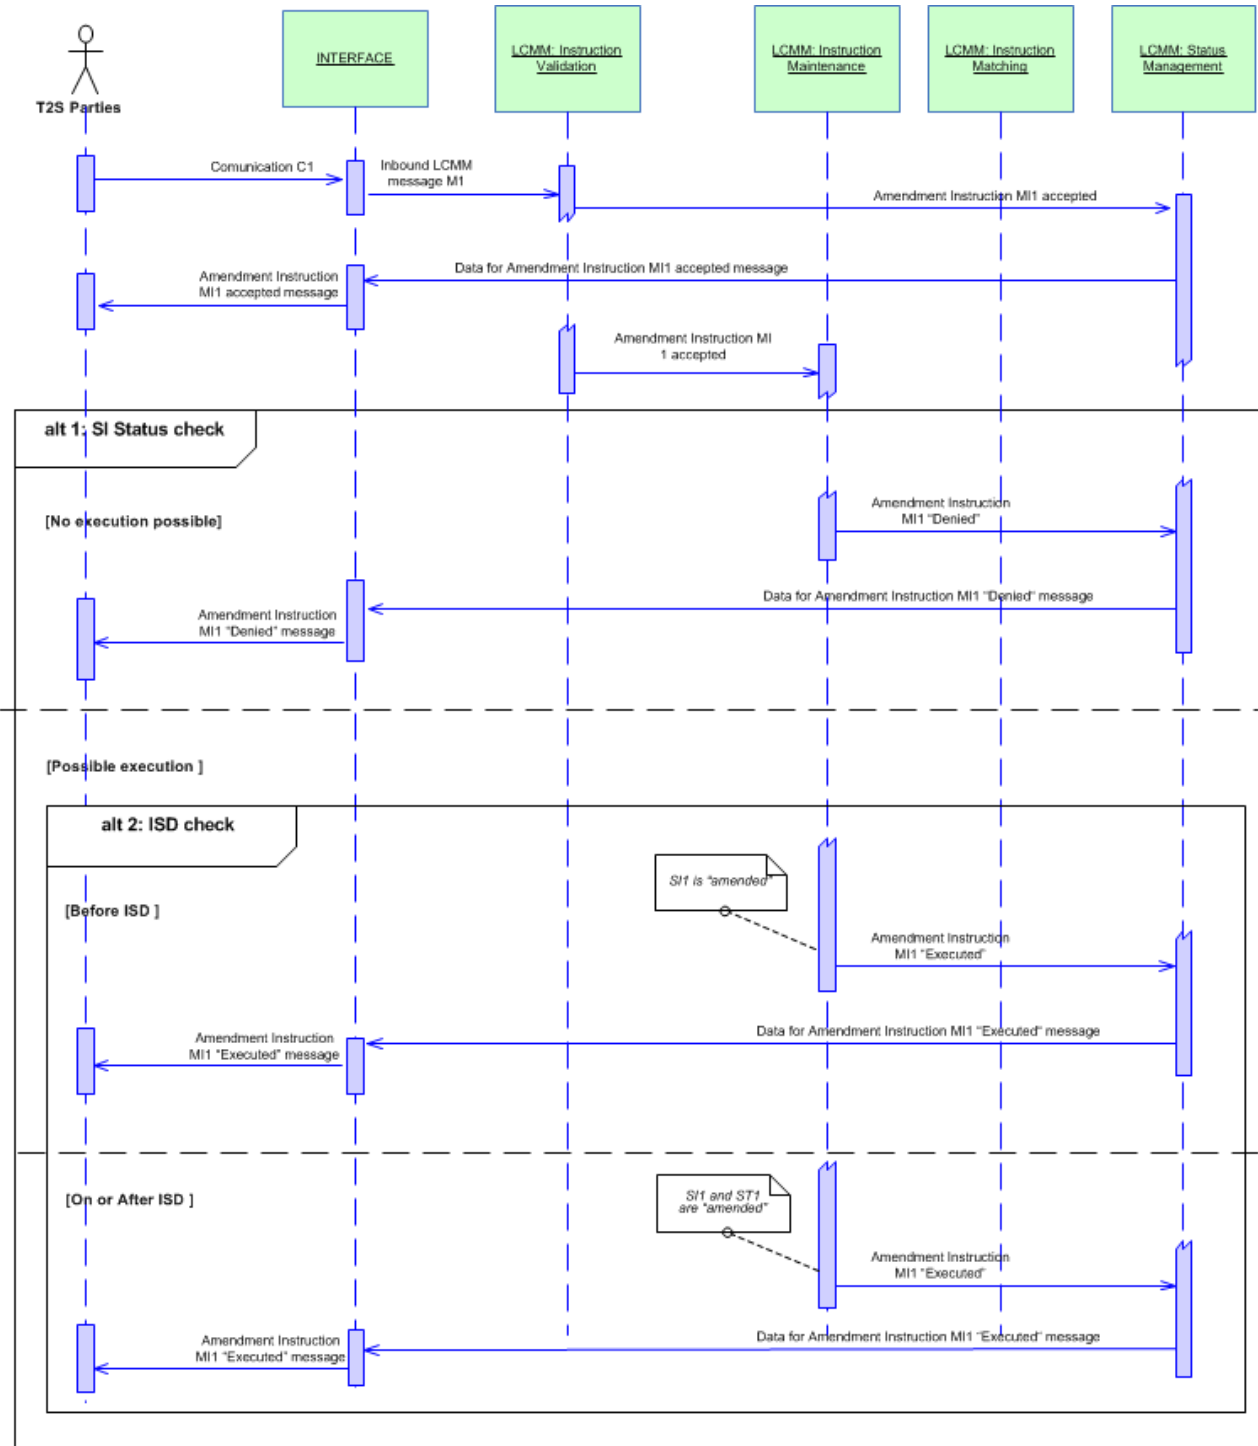 T2S Parties
INTERFACE
LCMM: Instruction
Validation
LCMM: Instruction
Maintenance
LCMM: Instruction
Matching
LCMM: Status
Management
Comunication C1
Inbound LCMM
message M1
Amendment Instruction MI1 accepted
Data for Amendment Instruction MI1 accepted message
Amendment Instruction
MI1 accepted message
Amendment Instruction MI
1 accepted
alt 1: SI Status check
[No execution possible]
Amendment Instruction
MI1 “Denied”
Data for Amendment Instruction MI1 “Denied“ message
Amendment Instruction
MI1 “Denied” message
[Possible execution ]
alt 2: ISD check
SI1 is “amended”
[Before ISD ]
Amendment Instruction
MI1 “Executed”
Data for Amendment Instruction MI1 “Executed“ message
Amendment Instruction
MI1 “Executed” message
[On or After ISD ]
SI1 and ST1
are “amended”
Amendment Instruction
MI1 “Executed”
Data for Amendment Instruction MI1 “Executed“ message
Amendment Instruction
MI1 “Executed” message